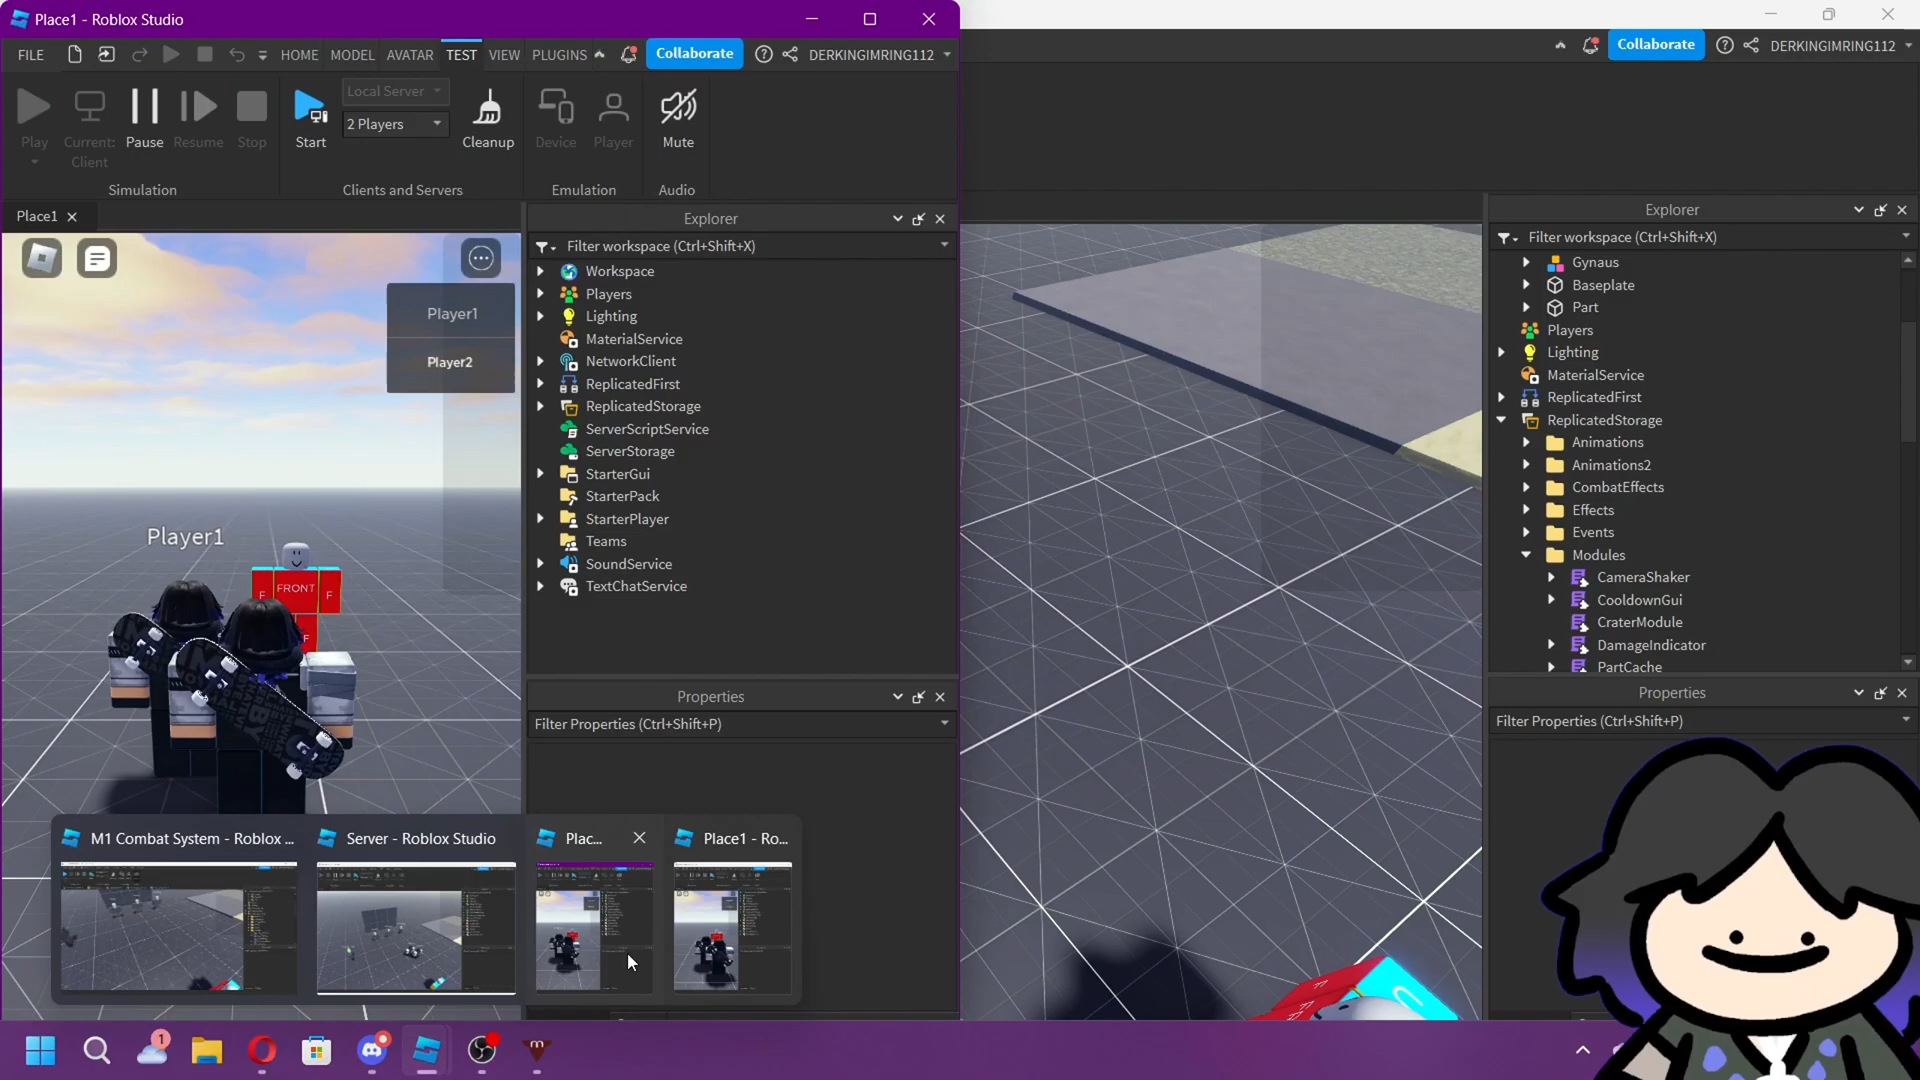 Place1 - Roblox Studio
FILE HOME MODEL AVATAR TEST VIEW PLUGINS Collaborate DERKINGIMRING112
Collaborate DERKINGIMRING112
Local Server
2 Players
Play Current: Client Pause Resume Stop Start Cleanup Device Player Mute
Simulation Clients and Servers Emulation Audio
Place1
Explorer
Filter workspace (Ctrl+Shift+X)
Workspace
Players
Lighting
MaterialService
NetworkClient
ReplicatedFirst
ReplicatedStorage
ServerScriptService
ServerStorage
StarterGui
StarterPack
StarterPlayer
Teams
SoundService
TextChatService
Properties
Filter Properties (Ctrl+Shift+P)
Player1
Player2
Player1
FRONT
F
F
F
Explorer
Filter workspace (Ctrl+Shift+X)
Gynaus
Baseplate
Part
Players
Lighting
MaterialService
ReplicatedFirst
ReplicatedStorage
Animations
Animations2
CombatEffects
Effects
Events
Modules
CameraShaker
CooldownGui
CraterModule
DamageIndicator
PartCache
Properties
Filter Properties (Ctrl+Shift+P)
M1 Combat System - Roblox ...
Server - Roblox Studio
Plac...
Place1 - Ro...
1